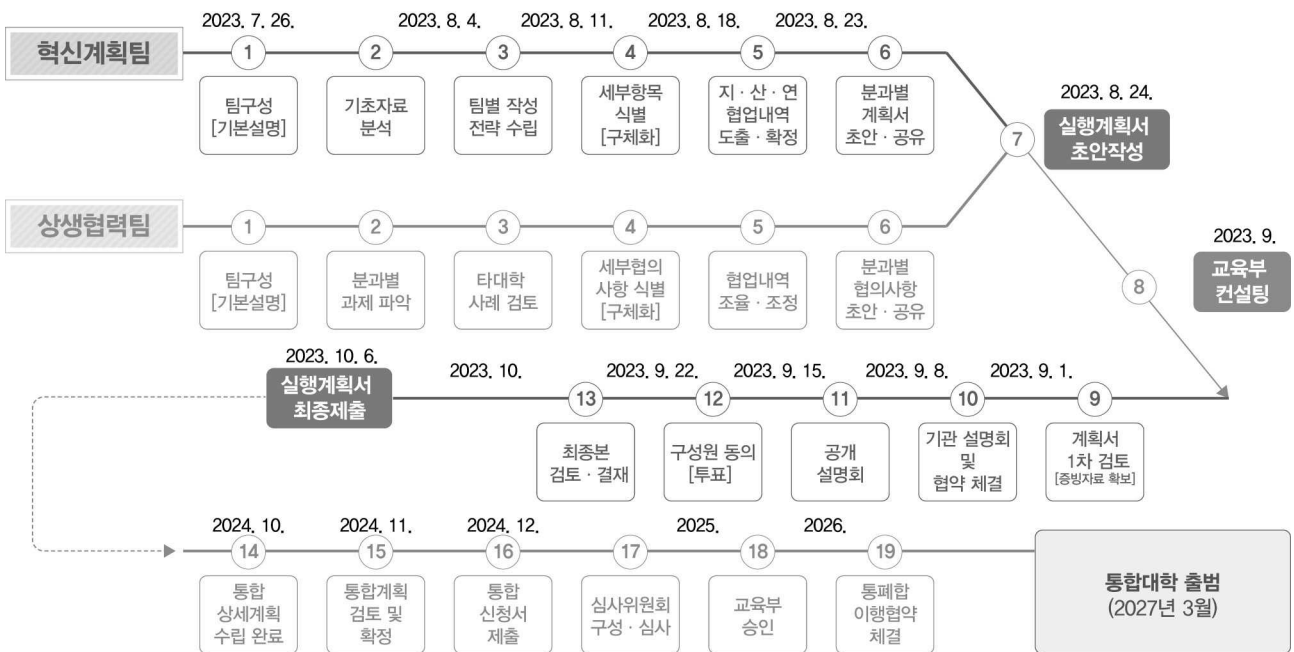 2023. 7. 26.
2023. 8. 4.
2023. 8. 11.
2023. 8. 18.
2023. 8. 23.
혁신계획팀
1
2
3
4
5
6
팀구성
[기본설명]
기초자료
분석
팀별 작성
전략 수립
세부항목
식별
[구체화]
지 · 산 · 연
협업내역
도출 · 확정
분과별
계획서
초안 · 공유
7
2023. 8. 24.
실행계획서
초안작성
상생협력팀
1
2
3
4
5
6
팀구성
[기본설명]
분과별
과제 파악
타대학
사례 검토
세부협의
사항 식별
[구체화]
협업내역
조율 · 조정
분과별
협의사항
초안 · 공유
8
2023. 9.
교육부
컨설팅
2023. 10. 6.
실행계획서
최종제출
2023. 10.
2023. 9. 22.
2023. 9. 15.
2023. 9. 8.
2023. 9. 1.
13
12
11
10
9
최종본
검토 · 결재
구성원 동의
[투표]
공개
설명회
기관 설명회
및
협약 체결
계획서
1차 검토
[증빙자료 확보]
2024. 10.
2024. 11.
2024. 12.
2025.
2026.
14
15
16
17
18
19
통합
상세계획
수립 완료
통합계획
검토 및
확정
통합
신청서
제출
심사위원회
구성 · 심사
교육부
승인
통폐합
이행협약
체결
통합대학 출범
(2027년 3월)